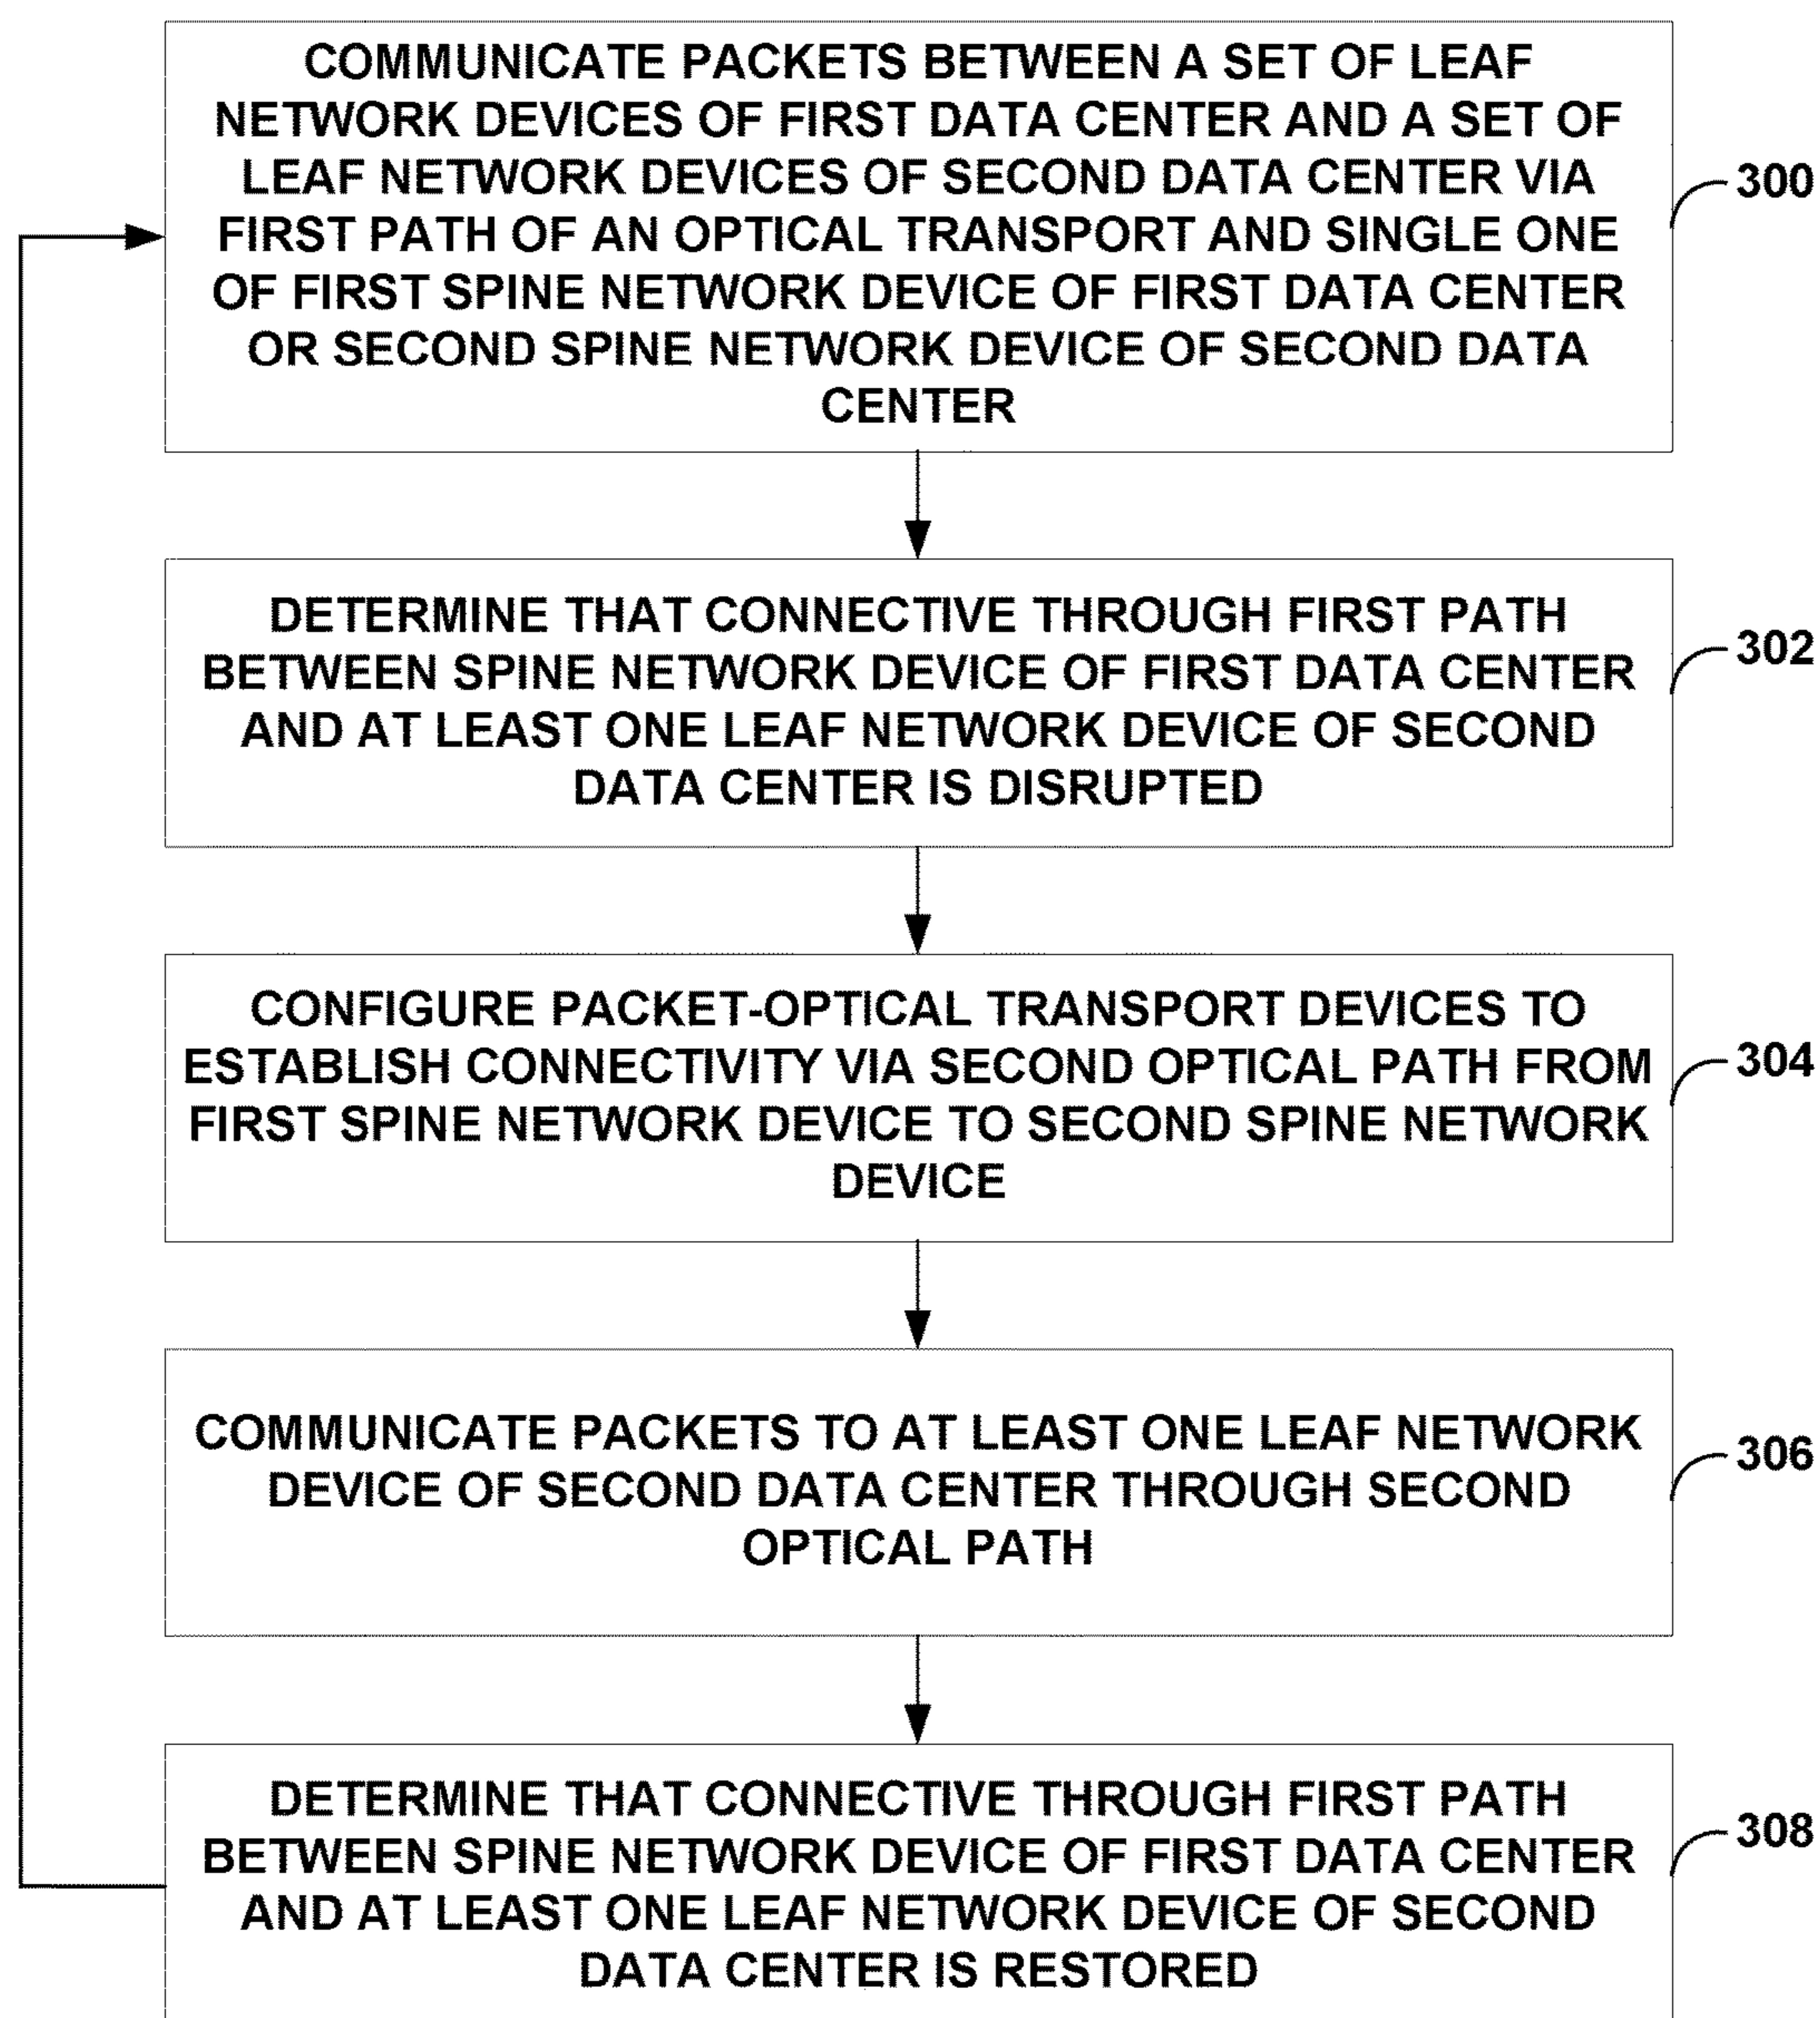 COMMUNICATE PACKETS BETWEEN A SET OF LEAF
NETWORK DEVICES OF FIRST DATA CENTER AND A SET OF
LEAF NETWORK DEVICES OF SECOND DATA CENTER VIA
FIRST PATH OF AN OPTICAL TRANSPORT AND SINGLE ONE
OF FIRST SPINE NETWORK DEVICE OF FIRST DATA CENTER
OR SECOND SPINE NETWORK DEVICE OF SECOND DATA
CENTER
300
DETERMINE THAT CONNECTIVE THROUGH FIRST PATH
BETWEEN SPINE NETWORK DEVICE OF FIRST DATA CENTER
AND AT LEAST ONE LEAF NETWORK DEVICE OF SECOND
DATA CENTER IS DISRUPTED
302
CONFIGURE PACKET-OPTICAL TRANSPORT DEVICES TO
ESTABLISH CONNECTIVITY VIA SECOND OPTICAL PATH FROM
FIRST SPINE NETWORK DEVICE TO SECOND SPINE NETWORK
DEVICE
304
COMMUNICATE PACKETS TO AT LEAST ONE LEAF NETWORK
DEVICE OF SECOND DATA CENTER THROUGH SECOND
OPTICAL PATH
306
DETERMINE THAT CONNECTIVE THROUGH FIRST PATH
BETWEEN SPINE NETWORK DEVICE OF FIRST DATA CENTER
AND AT LEAST ONE LEAF NETWORK DEVICE OF SECOND
DATA CENTER IS RESTORED
308